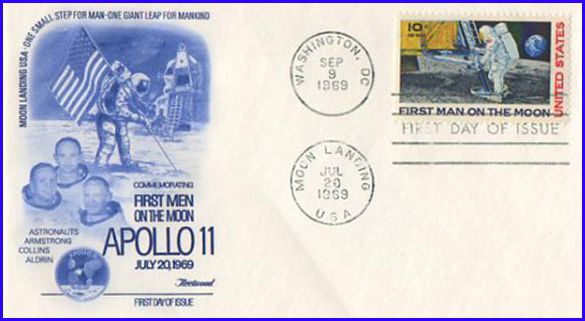 MOON LANDING USA · ONE SMALL STEP FOR MAN - ONE GIANT LEAP FOR MANKIND
COMMEMORATING
FIRST MEN
ON THE MOON
APOLLO 11
JULY 20, 1969
ASTRONAUTS
ARMSTRONG
COLLINS
ALDRIN
APOLLO 11
Fleetwood
FIRST DAY OF ISSUE
WASHINGTON, DC
SEP
9
1969
MOON LANDING
JUL
20
1969
USA
10¢
UNITED STATES
FIRST MAN ON THE MOON
FIRST DAY OF ISSUE